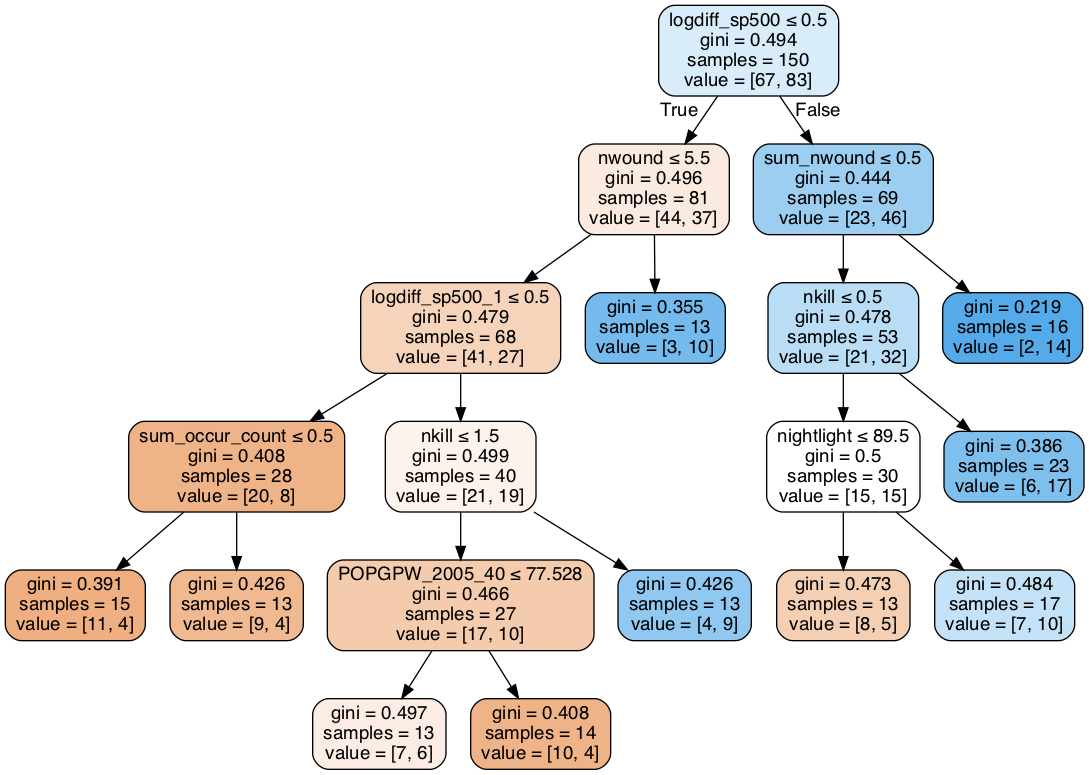 logdiff_sp500 ≤ 0.5
gini = 0.494
samples = 150
value = [67, 83]
True
False
nwound ≤ 5.5
gini = 0.496
samples = 81
value = [44, 37]
sum_nwound ≤ 0.5
gini = 0.444
samples = 69
value = [23, 46]
logdiff_sp500_1 ≤ 0.5
gini = 0.479
samples = 68
value = [41, 27]
gini = 0.355
samples = 13
value = [3, 10]
nkill ≤ 0.5
gini = 0.478
samples = 53
value = [21, 32]
gini = 0.219
samples = 16
value = [2, 14]
sum_occur_count ≤ 0.5
gini = 0.408
samples = 28
value = [20, 8]
nkill ≤ 1.5
gini = 0.499
samples = 40
value = [21, 19]
nightlight ≤ 89.5
gini = 0.5
samples = 30
value = [15, 15]
gini = 0.386
samples = 23
value = [6, 17]
gini = 0.391
samples = 15
value = [11, 4]
gini = 0.426
samples = 13
value = [9, 4]
POPGPW_2005_40 ≤ 77.528
gini = 0.466
samples = 27
value = [17, 10]
gini = 0.426
samples = 13
value = [4, 9]
gini = 0.473
samples = 13
value = [8, 5]
gini = 0.484
samples = 17
value = [7, 10]
gini = 0.497
samples = 13
value = [7, 6]
gini = 0.408
samples = 14
value = [10, 4]